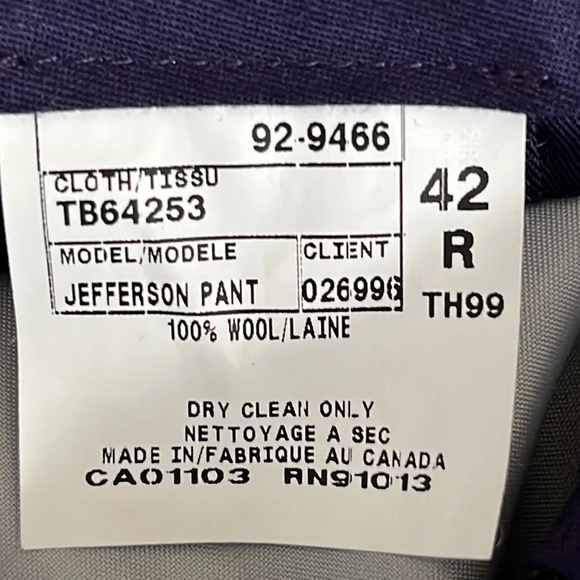 92-9466
CLOTH/TISSU
TB64253
42
R
TH99
MODEL/MODELE
CLIENT
JEFFERSON PANT
026996
100% WOOL/LAINE
DRY CLEAN ONLY
NETTOYAGE A SEC
MADE IN/FABRIQUE AU CANADA
CA01103 RN91013